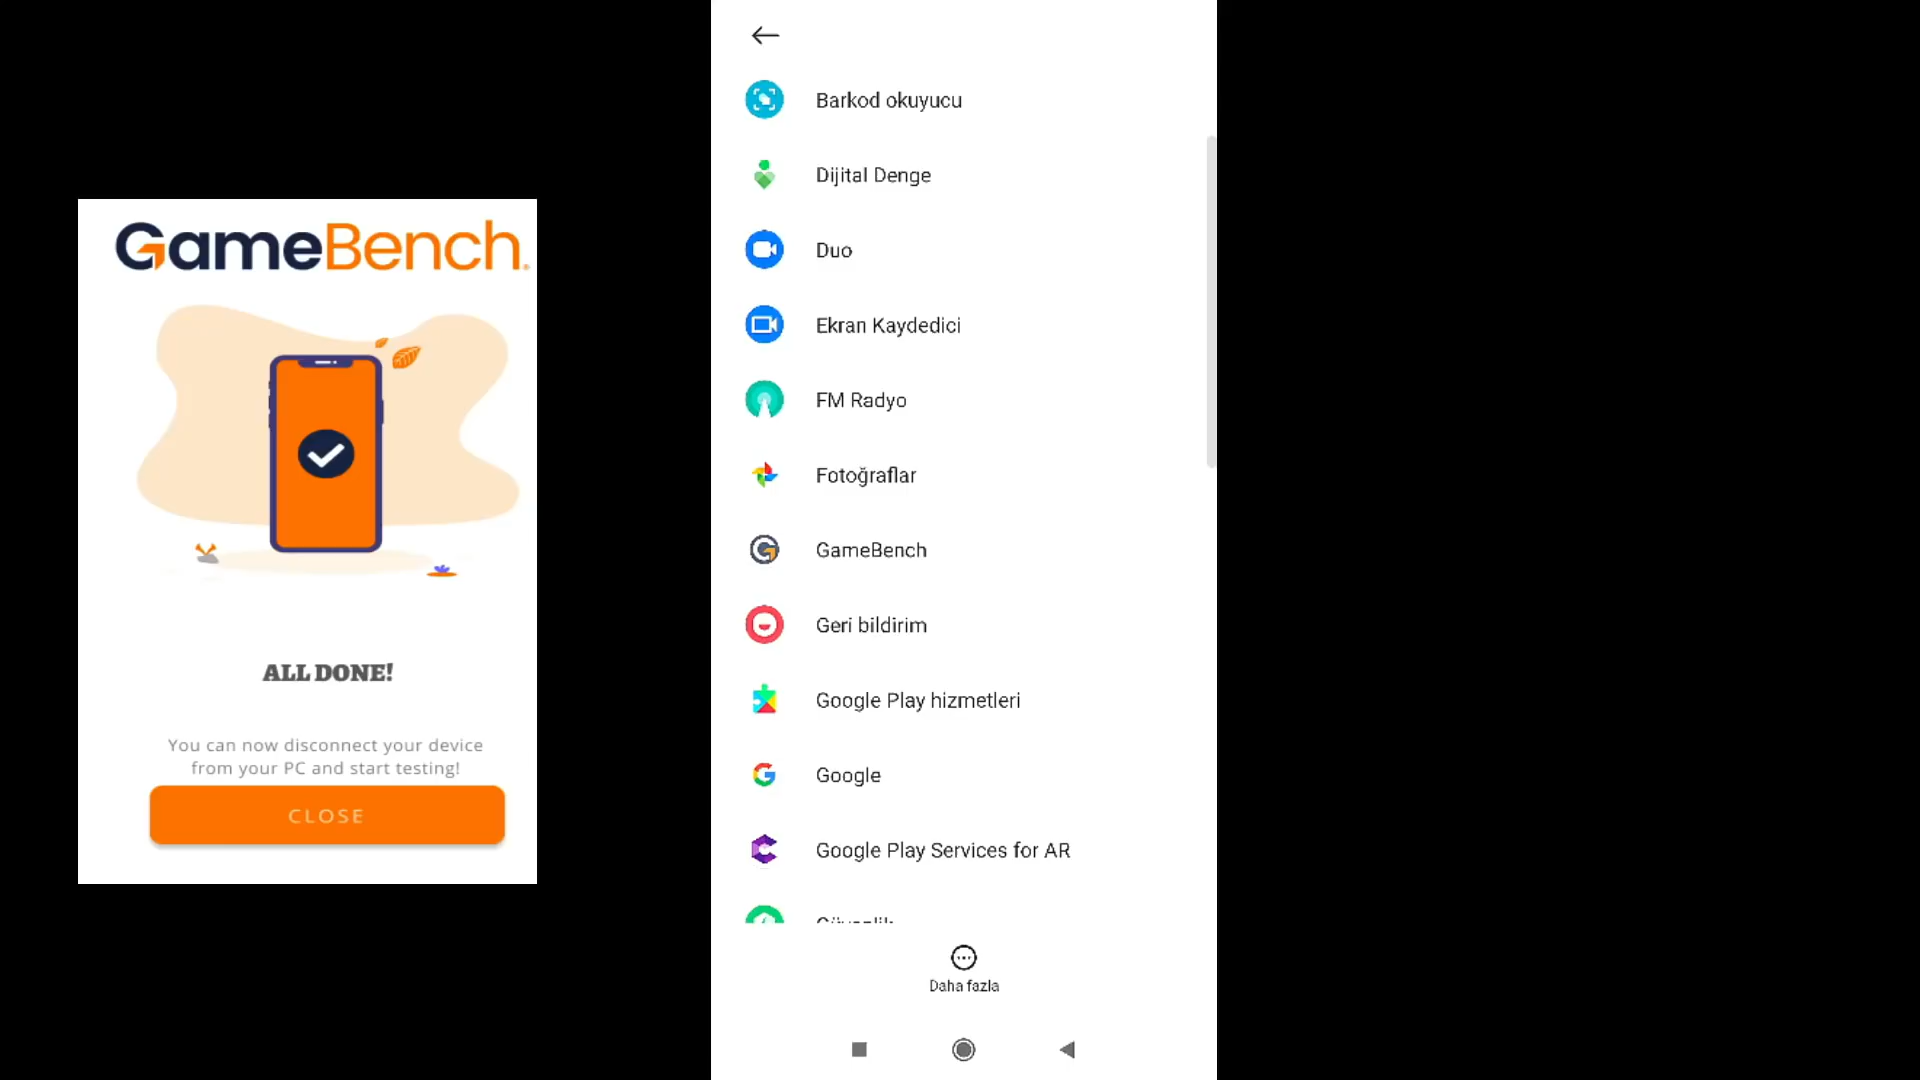 GameBench
ALL DONE!
You can now disconnect your device
from your PC and start testing!
CLOSE
Barkod okuyucu
Dijital Denge
Duo
Ekran Kaydedici
FM Radyo
Fotoğraflar
GameBench
Geri bildirim
Google Play hizmetleri
Google
Google Play Services for AR
Daha fazla